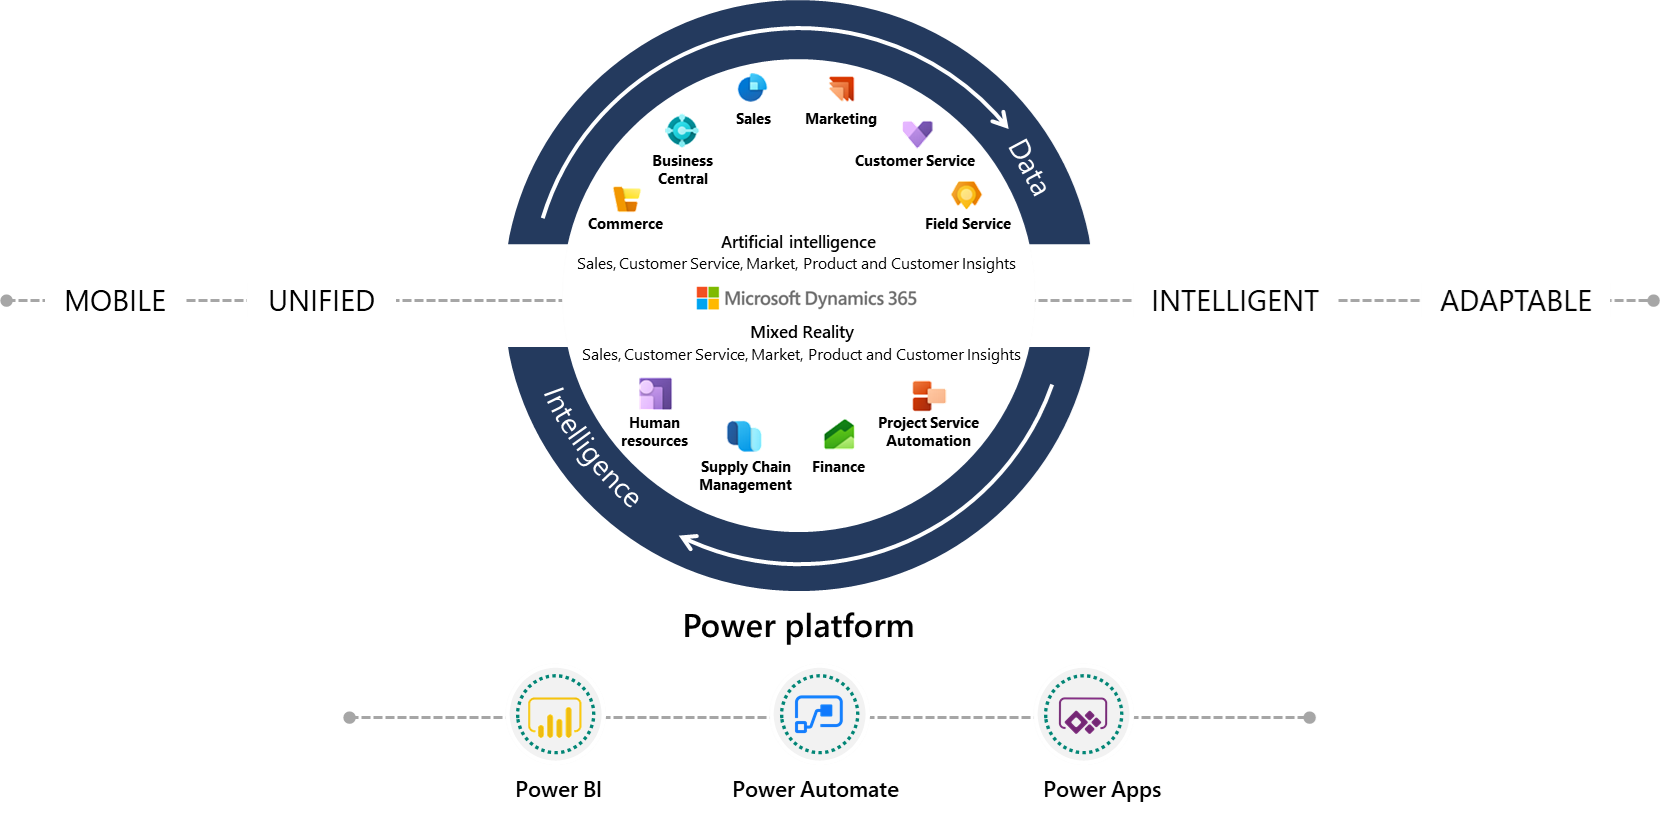 Sales
Marketing
Business
Central
Customer Service
Data
Commerce
Field Service
Artificial intelligence
Sales, Customer Service, Market, Product and Customer Insights
MOBILE
UNIFIED
Microsoft Dynamics 365
INTELLIGENT
ADAPTABLE
Mixed Reality
Sales, Customer Service, Market, Product and Customer Insights
Intelligence
Human
resources
Supply Chain
Management
Finance
Project Service
Automation
Power platform
Power BI
Power Automate
Power Apps